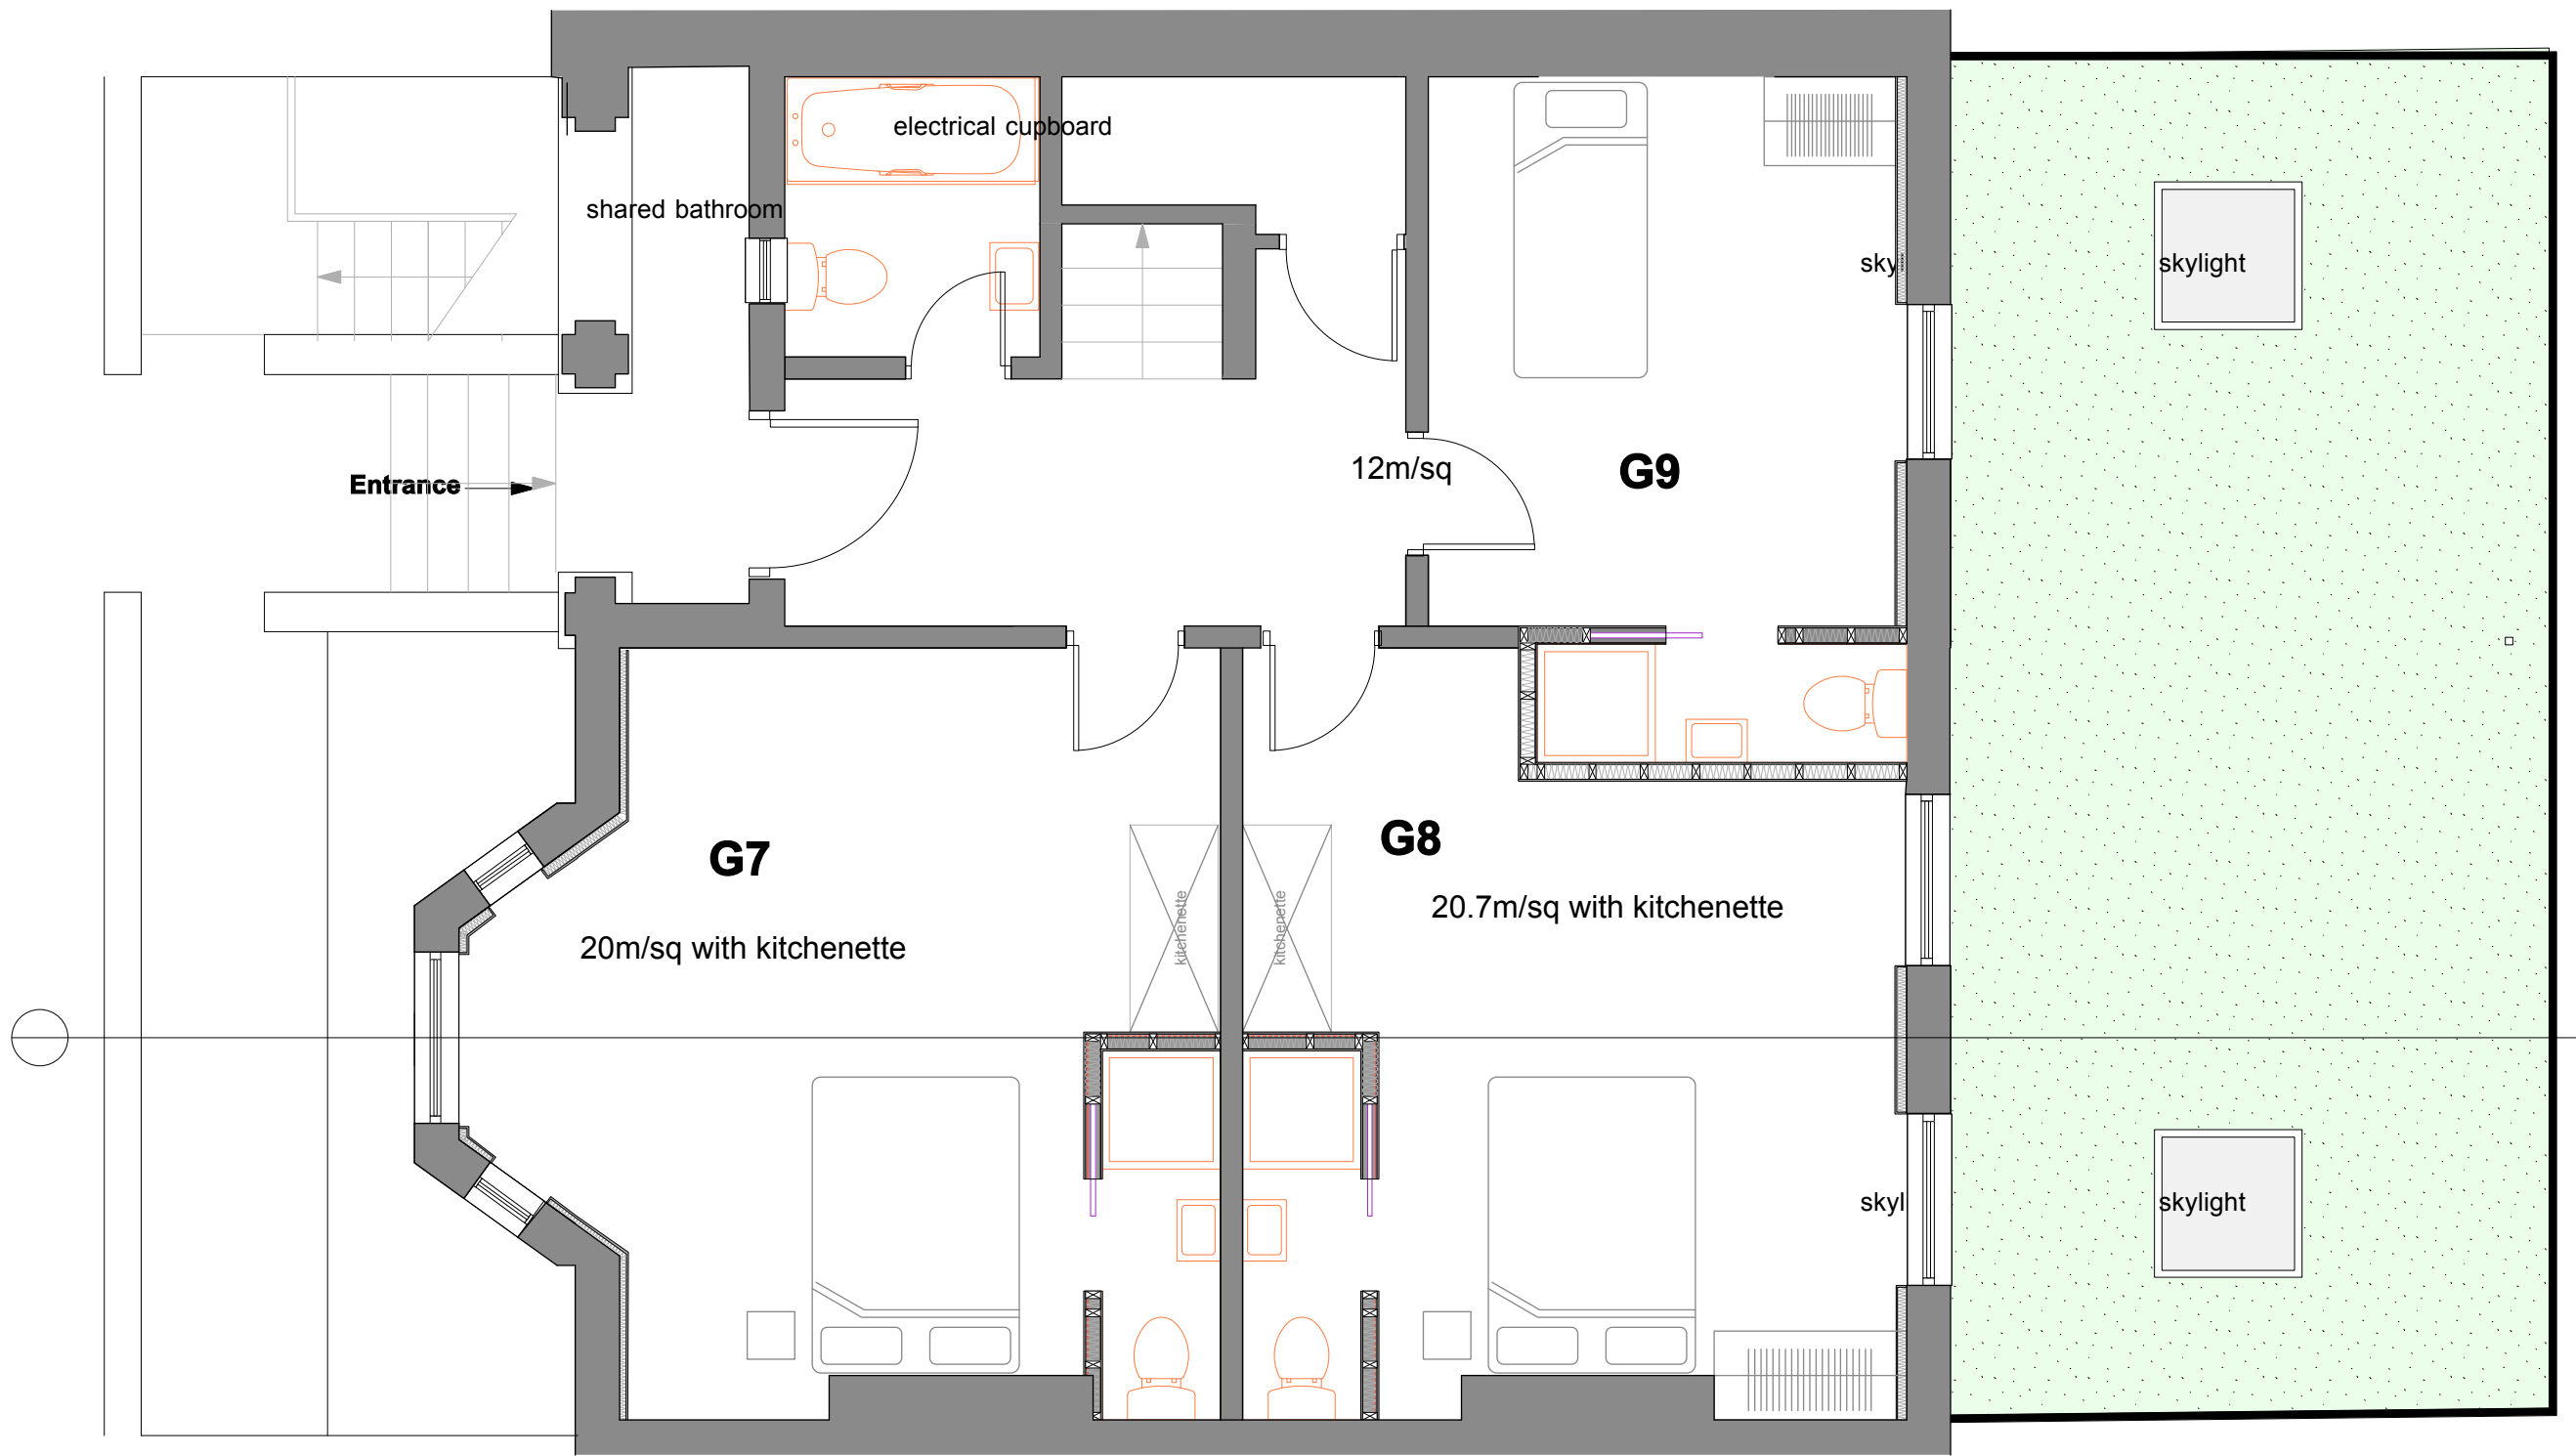 electrical cupboard
shared bathroom
sky
skylight
Entrance
12m/sq
G9
G7
20m/sq with kitchenette
kitchenette
kitchenette
G8
20.7m/sq with kitchenette
skyl
skylight